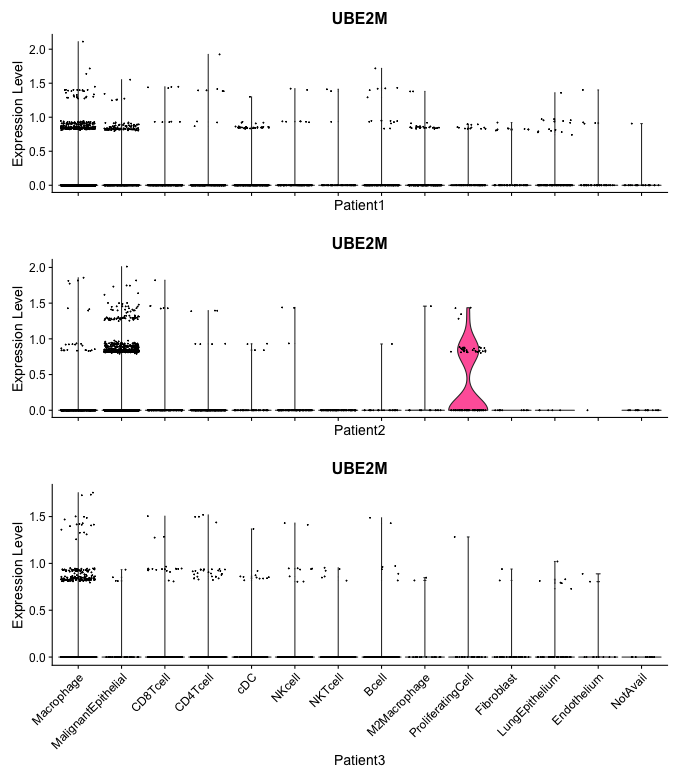 UBE2M
Expression Level
2.0
1.5
1.0
0.5
0.0
Patient1
UBE2M
Expression Level
2.0
1.5
1.0
0.5
0.0
Patient2
UBE2M
Expression Level
1.5
1.0
0.5
0.0
Macrophage
MalignantEpithelial
CD8Tcell
CD4Tcell
cDC
NKcell
NKTcell
Bcell
M2Macrophage
ProliferatingCell
Fibroblast
LungEpithelium
Endothelium
NotAvail
Patient3